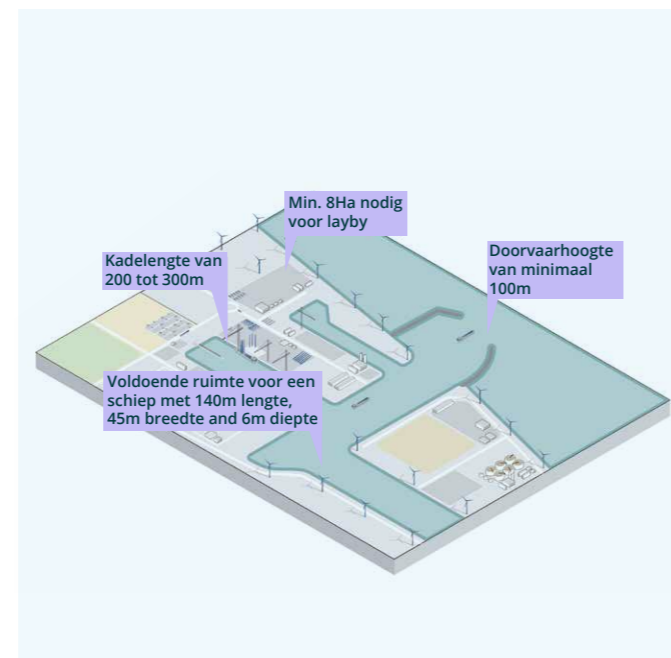 Min. 8Ha nodig
voor layby
Doorvaarhoogte
van minimaal
100m
Kadelengte van
200 tot 300m
Voldoende ruimte voor een
schiep met 140m lengte,
45m breedte and 6m diepte